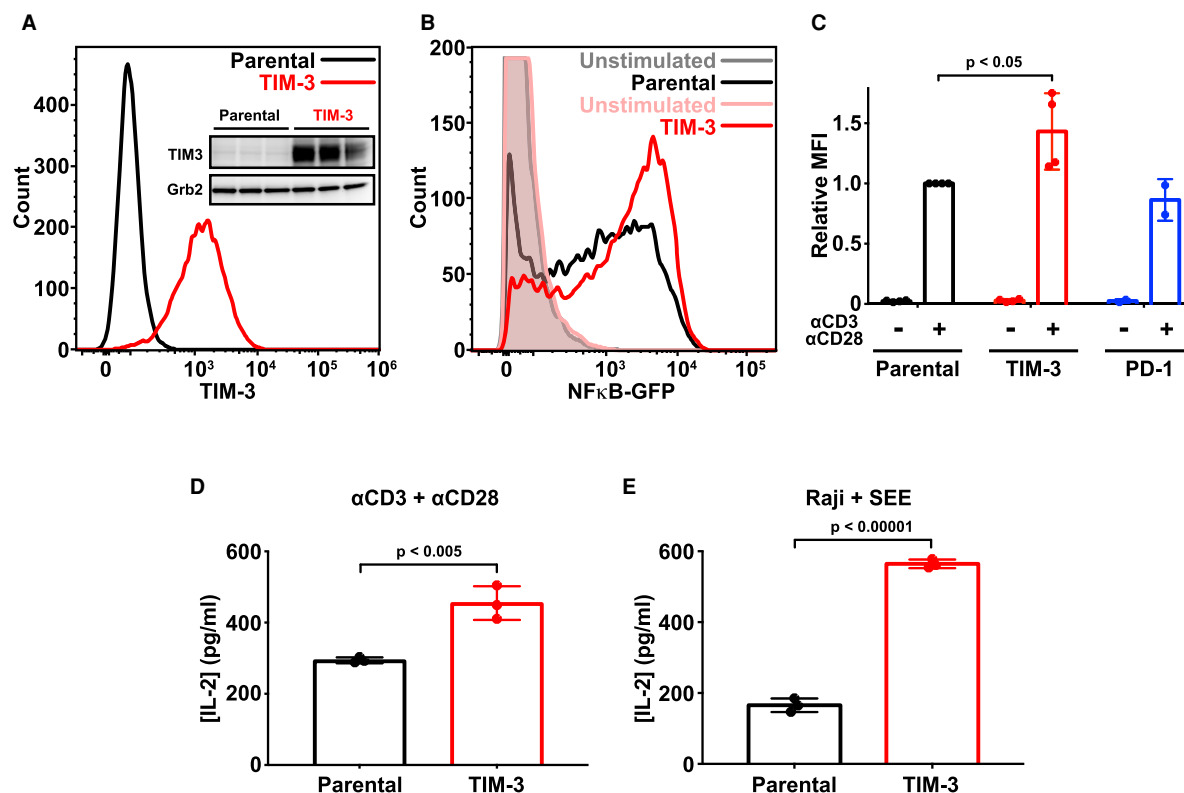 A
Count
400
300
200
100
0
Parental
TIM-3
Parental TIM-3
TIM3
Grb2
0 10³ 10⁴ 10⁵ 10⁶
TIM-3
B
Count
200
150
100
50
0
Unstimulated
Parental
Unstimulated
TIM-3
0 10³ 10⁴ 10⁵
NFκB-GFP
C
p < 0.05
Relative MFI
1.5
1.0
0.5
0
αCD3
αCD28
- + - + - +
Parental TIM-3 PD-1
D
αCD3 + αCD28
p < 0.005
[IL-2] (pg/ml)
600
400
200
0
Parental TIM-3
E
Raji + SEE
p < 0.00001
[IL-2] (pg/ml)
600
400
200
0
Parental TIM-3